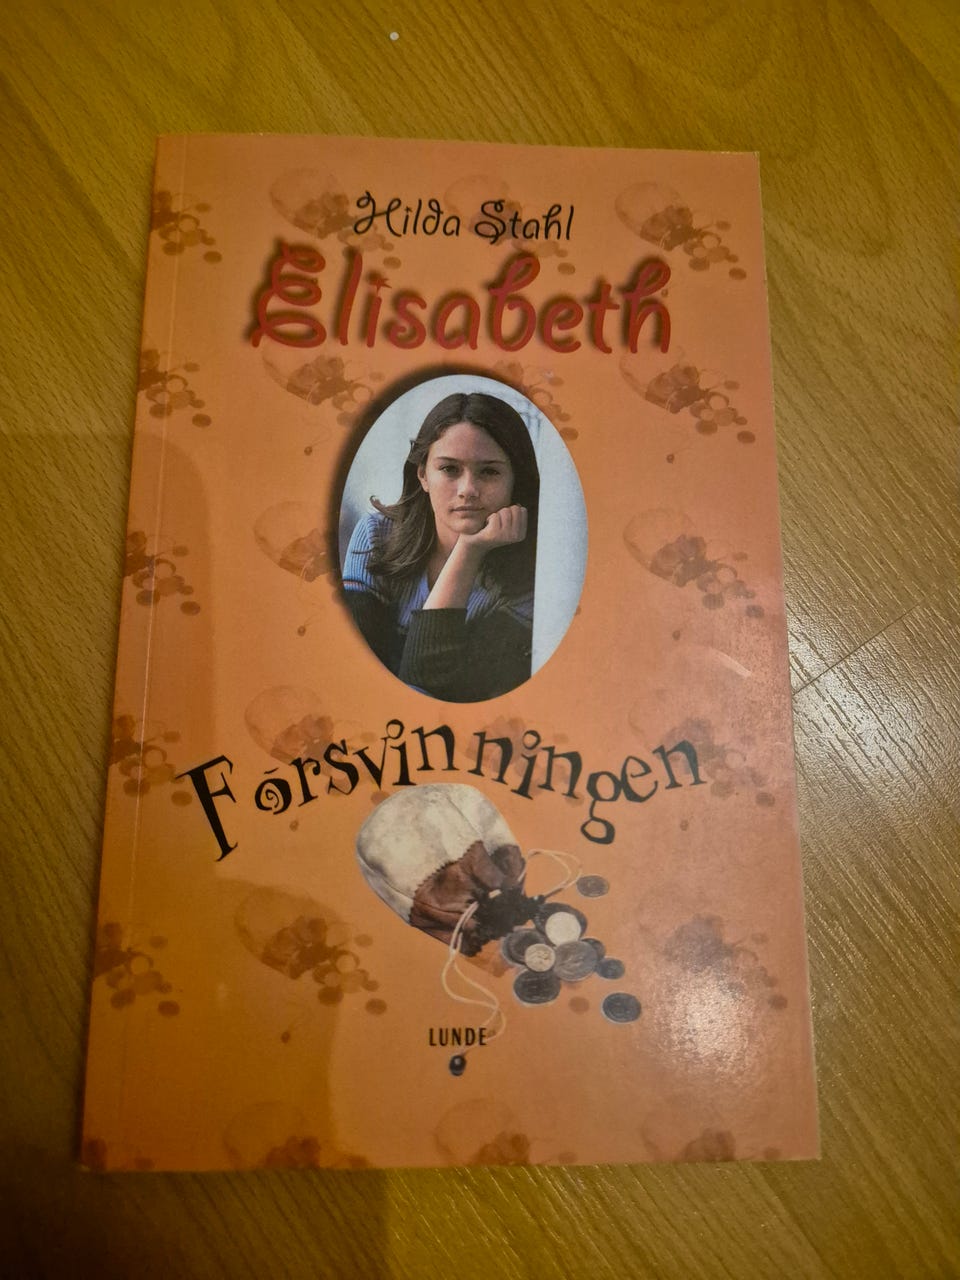 Hilda Stahl
Elisabeth
Forsvinningen
LUNDE